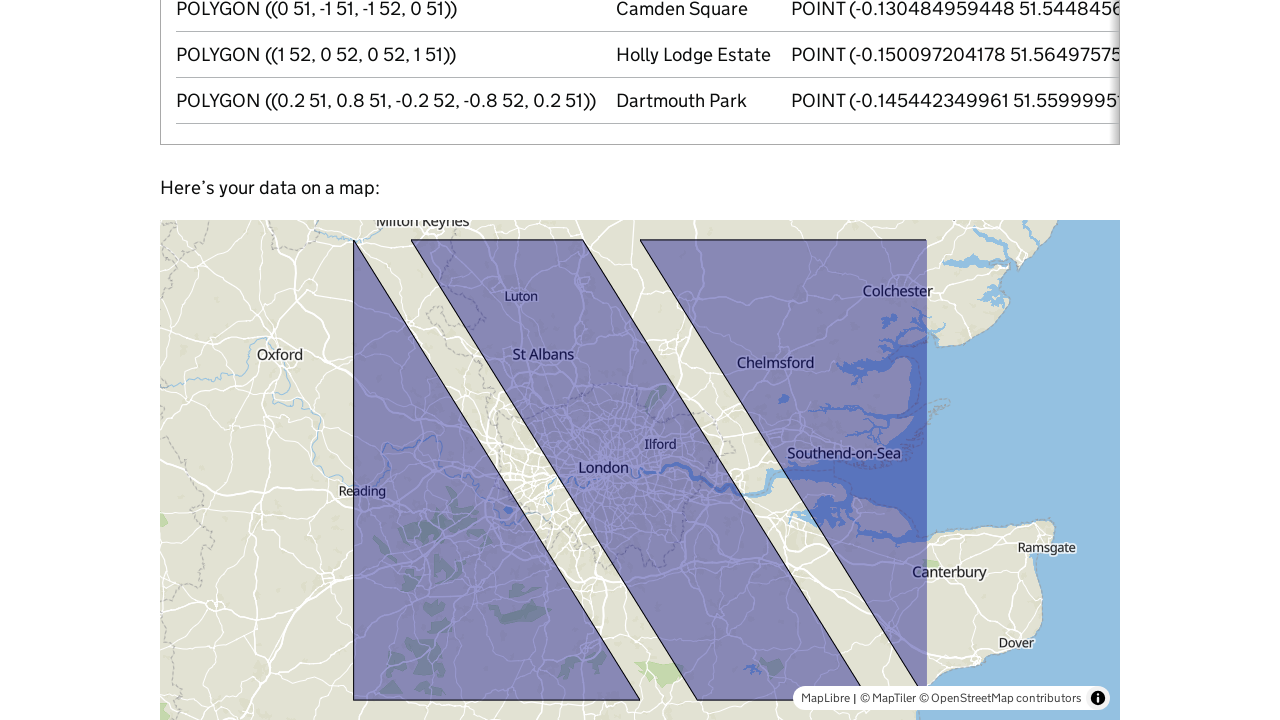 POLYGON ((0 51, -1 51, -1 52, 0 51)) Camden Square POINT (-0.130484959448 51.5448456
POLYGON ((1 52, 0 52, 0 52, 1 51)) Holly Lodge Estate POINT (-0.150097204178 51.56497575
POLYGON ((0.2 51, 0.8 51, -0.2 52, -0.8 52, 0.2 51)) Dartmouth Park POINT (-0.145442349961 51.55999951
Here’s your data on a map:
Milton Keynes
Colchester
Luton
Oxford
St Albans
Chelmsford
Ilford
Southend-on-Sea
London
Reading
Ramsgate
Canterbury
Dover
MapLibre | © MapTiler © OpenStreetMap contributors